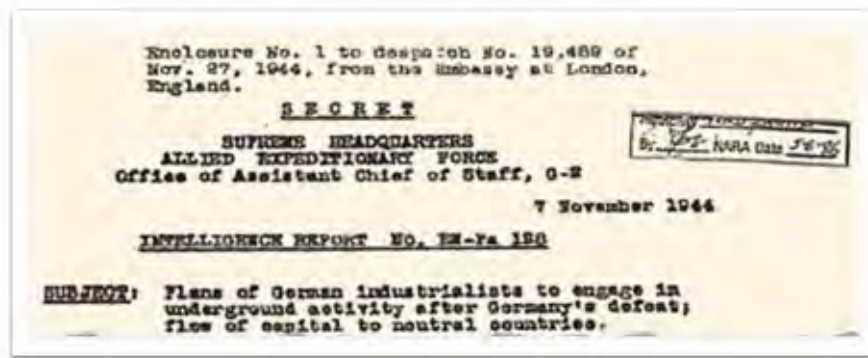 Enclosure No. 1 to despatch No. 19,489 of
Nov. 27, 1944, from the Embassy at London,
England.
SECRET
SUPREME HEADQUARTERS
ALLIED EXPEDITIONARY FORCE
Office of Assistant Chief of Staff, G-2
By NARA Date
7 November 1944
INTELLIGENCE REPORT NO. EW-Pa 128
SUBJECT: Plans of German industrialists to engage in
underground activity after Germany's defeat;
flow of capital to neutral countries.